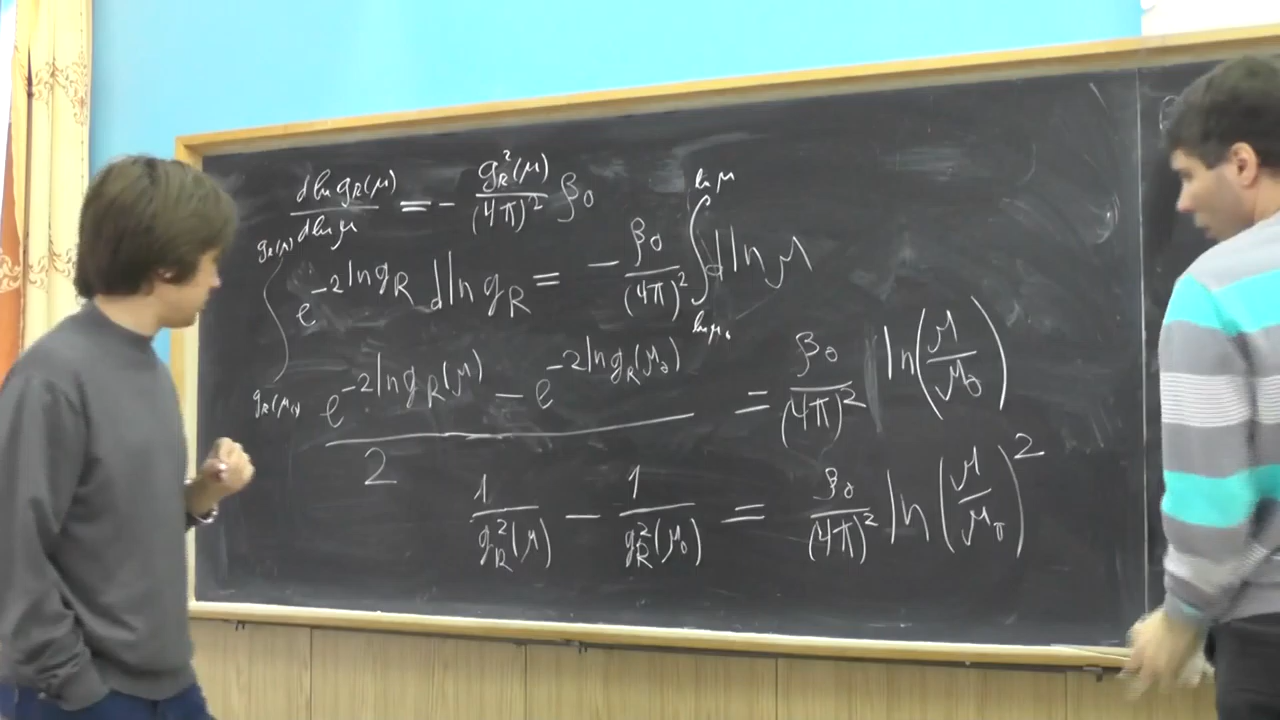 d ln g_R(μ) / d ln μ = - g_R²(μ) / (4π)² β₀
∫_{g_R(μ₀)}^{g_R(μ)} e^{-2 ln g_R} d ln g_R = - β₀ / (4π)² ∫_{ln μ₀}^{ln μ} d ln μ
(e^{-2 ln g_R(μ)} - e^{-2 ln g_R(μ₀)}) / 2 = β₀ / (4π)² ln(μ / μ₀)
1 / g_R²(μ) - 1 / g_R²(μ₀) = β₀ / (4π)² ln(μ / μ₀)²